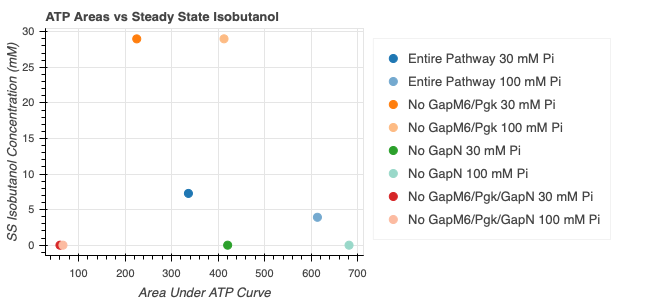 ATP Areas vs Steady State Isobutanol
SS Isobutanol Concentration (mM)
30
25
20
15
10
5
0
100 200 300 400 500 600 700
Area Under ATP Curve
Entire Pathway 30 mM Pi
Entire Pathway 100 mM Pi
No GapM6/Pgk 30 mM Pi
No GapM6/Pgk 100 mM Pi
No GapN 30 mM Pi
No GapN 100 mM Pi
No GapM6/Pgk/GapN 30 mM Pi
No GapM6/Pgk/GapN 100 mM Pi